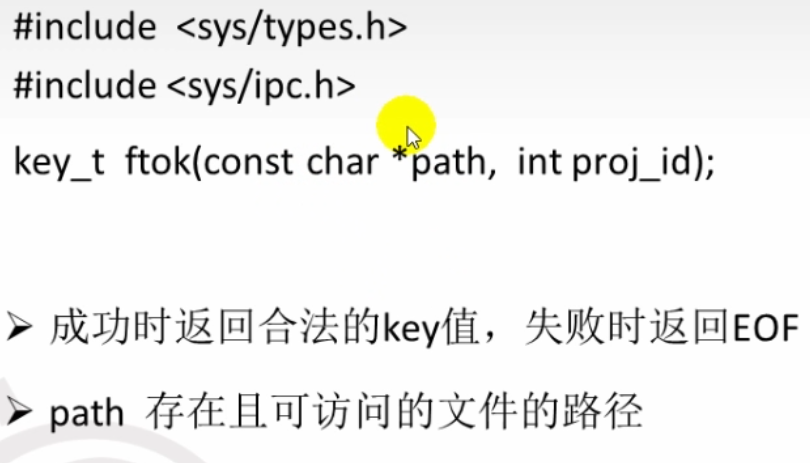 #include <sys/types.h>
#include <sys/ipc.h>
key_t ftok(const char *path, int proj_id);
➢ 成功时返回合法的key值，失败时返回EOF
➢ path 存在且可访问的文件的路径